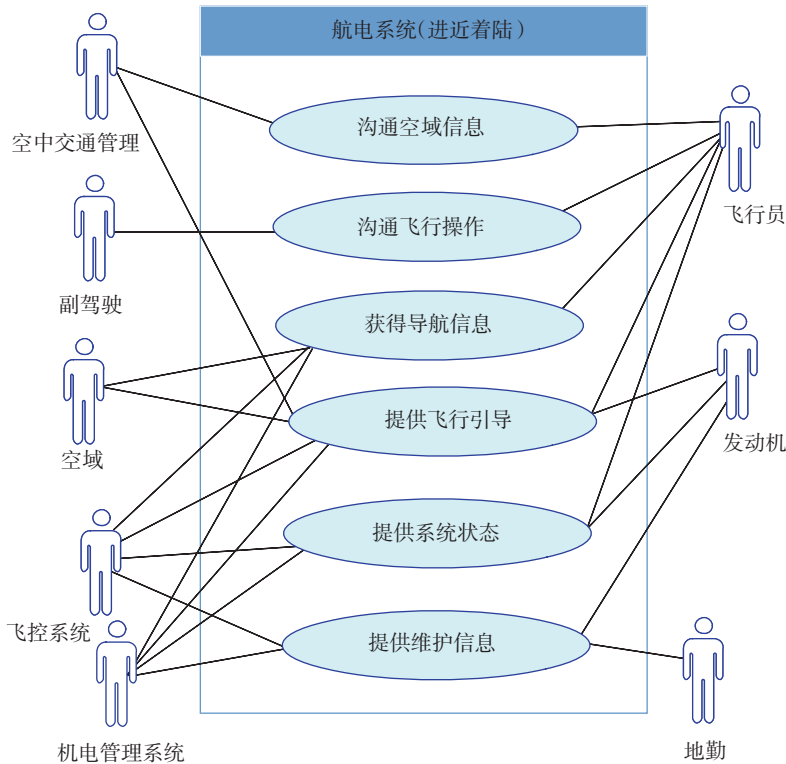 航电系统(进近着陆)
空中交通管理
沟通空域信息
飞行员
副驾驶
沟通飞行操作
获得导航信息
空域
提供飞行引导
发动机
飞控系统
提供系统状态
机电管理系统
提供维护信息
地勤